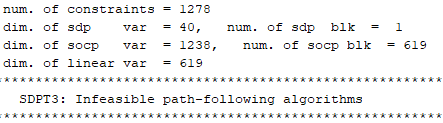 num. of constraints = 1278
dim. of sdp var = 40, num. of sdp blk = 1
dim. of socp var = 1238, num. of socp blk = 619
dim. of linear var = 619
*******************************************************
SDPT3: Infeasible path-following algorithms
*******************************************************